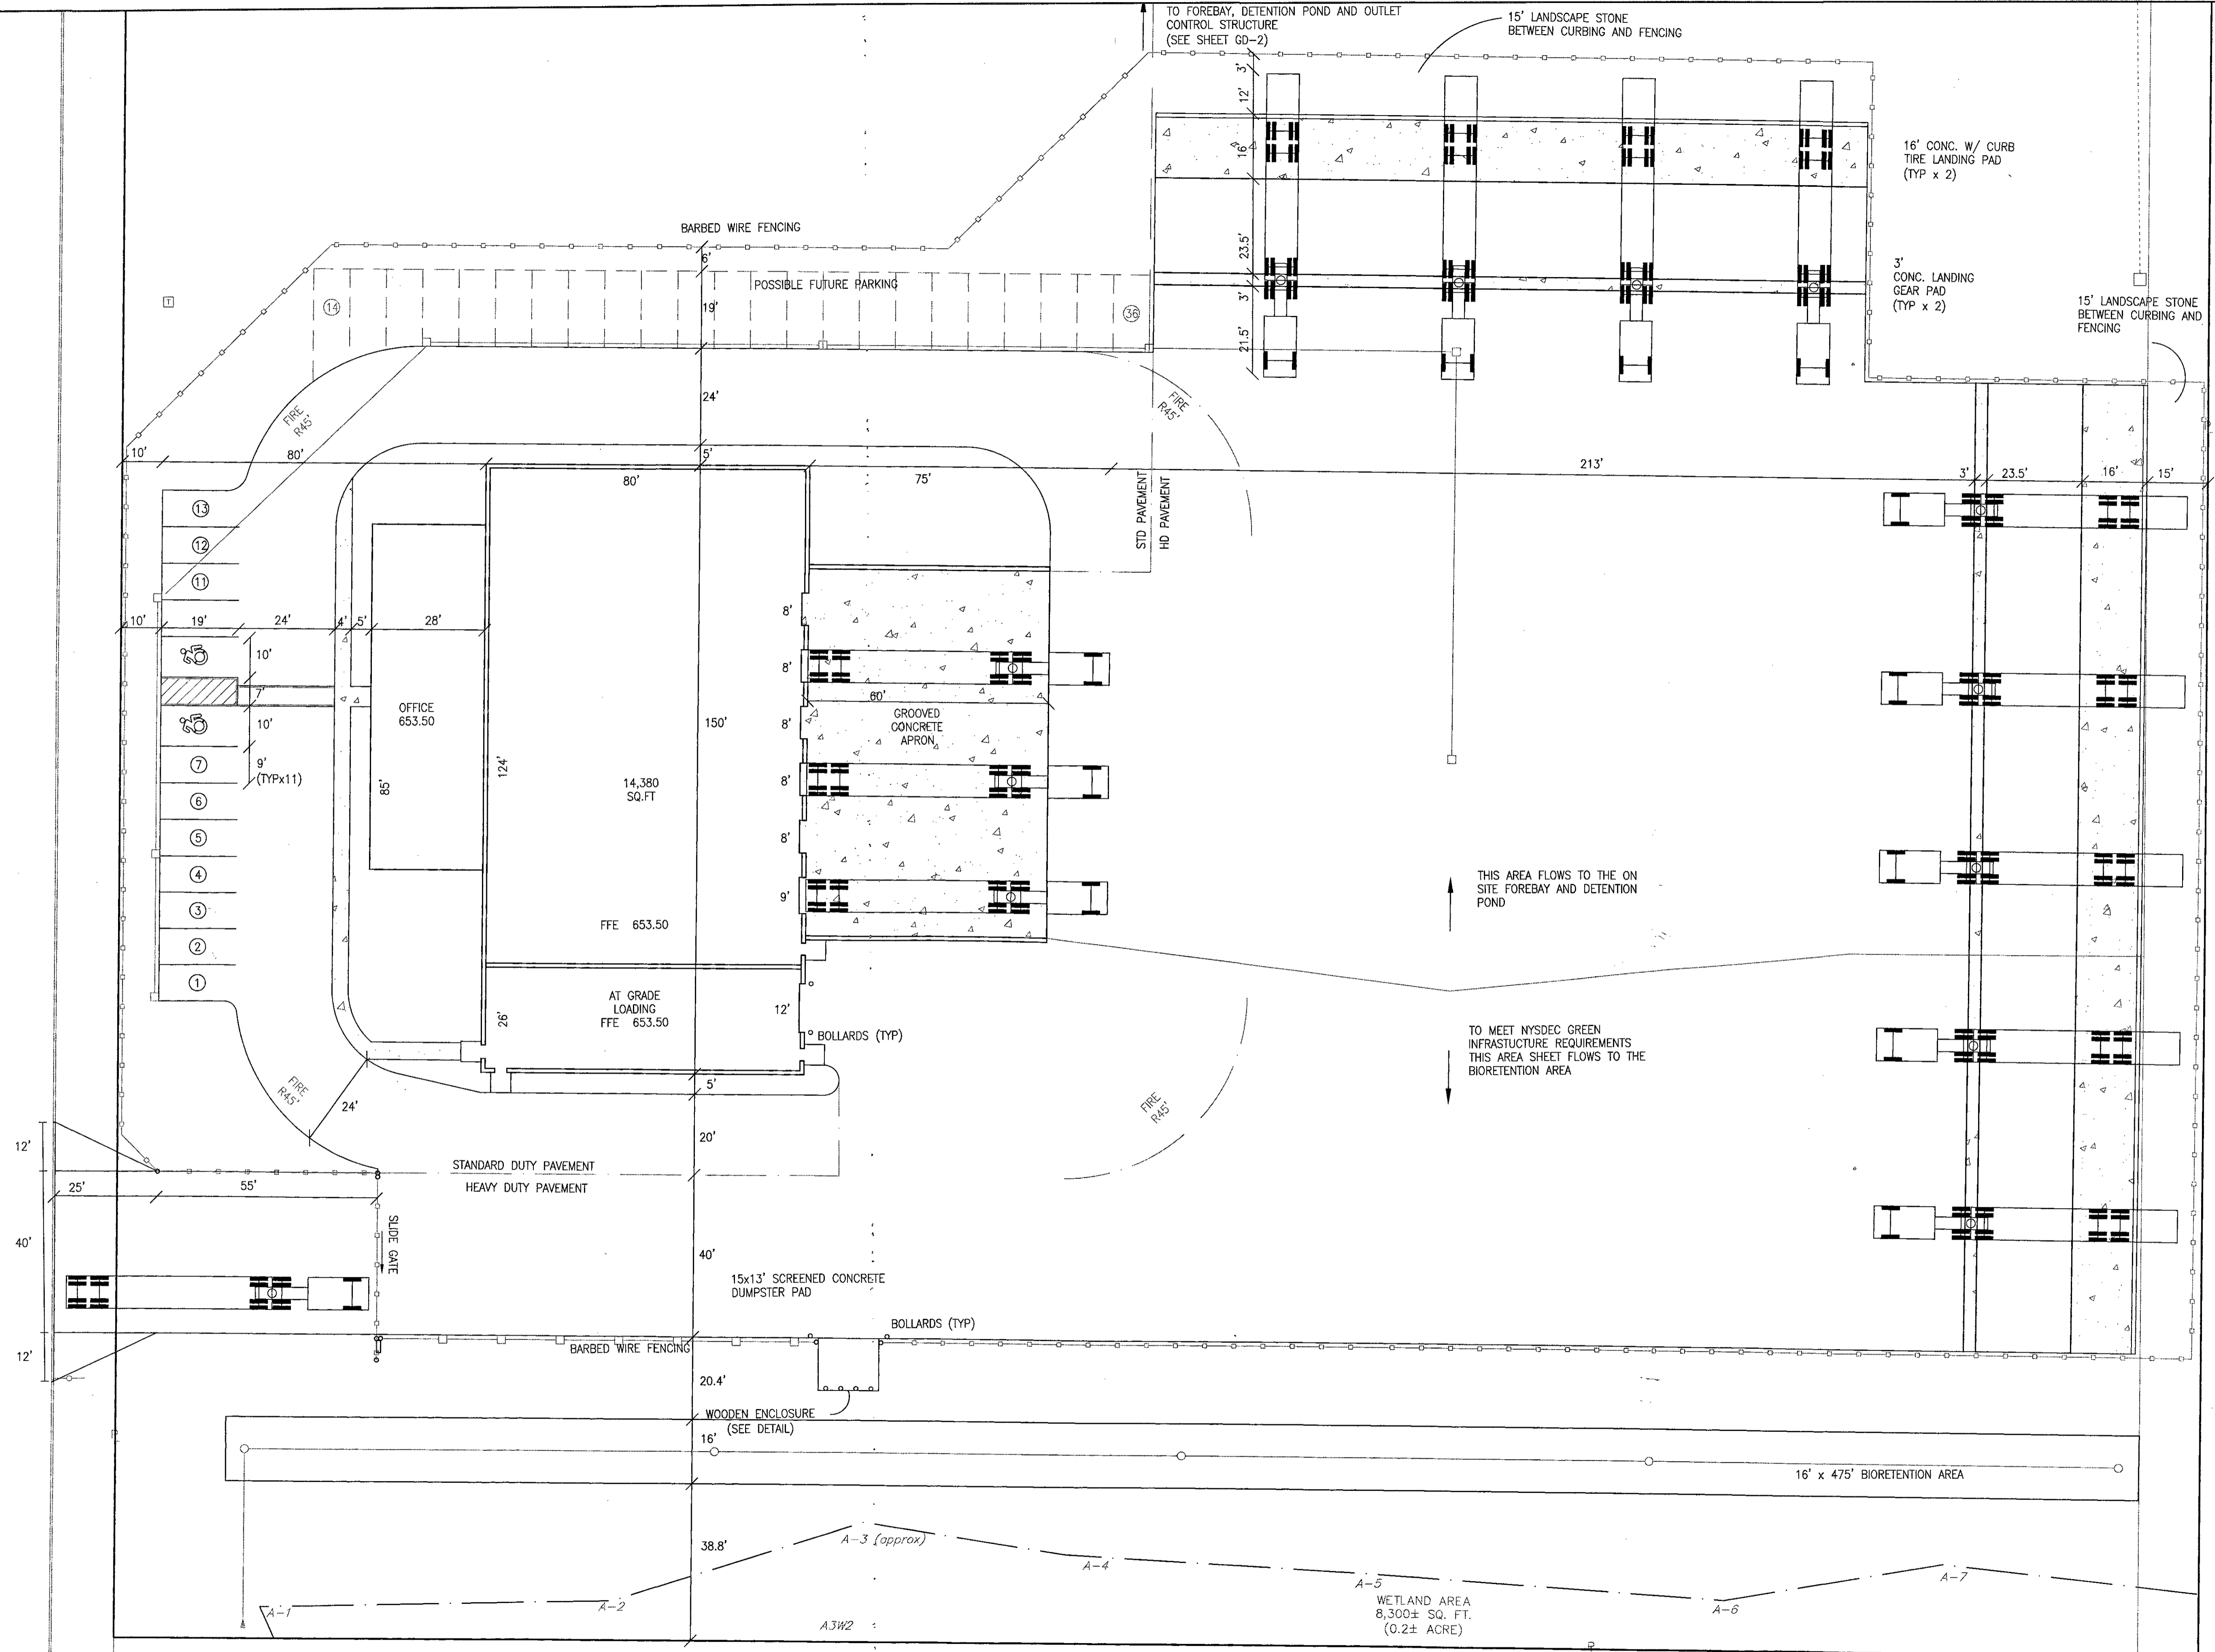 TO FOREBAY, DETENTION POND AND OUTLET
CONTROL STRUCTURE
(SEE SHEET GD-2)
15' LANDSCAPE STONE
BETWEEN CURBING AND FENCING
3'
12'
16'
23.5'
3'
21.5'
16' CONC. W/ CURB
TIRE LANDING PAD
(TYP x 2)
3'
CONC. LANDING
GEAR PAD
(TYP x 2)
15' LANDSCAPE STONE
BETWEEN CURBING AND
FENCING
BARBED WIRE FENCING
6'
POSSIBLE FUTURE PARKING
T
14
19'
36
24'
FIRE
R45'
FIRE
R45'
10'
80'
5'
80'
75'
213'
3'
23.5'
16'
15'
STD PAVEMENT
HD PAVEMENT
13
12
11
10'
19'
24'
4'
5'
28'
10'
7'
10'
9'
(TYPx11)
7
6
5
4
3
2
1
OFFICE
653.50
85'
124'
150'
14,380
SQ.FT
FFE 653.50
8'
8'
8'
8'
8'
9'
60'
GROOVED
CONCRETE
APRON
AT GRADE
LOADING
FFE 653.50
26'
12'
BOLLARDS (TYP)
5'
THIS AREA FLOWS TO THE ON
SITE FOREBAY AND DETENTION
POND
TO MEET NYSDEC GREEN
INFRASTUCTURE REQUIREMENTS
THIS AREA SHEET FLOWS TO THE
BIORETENTION AREA
FIRE
R45'
24'
20'
FIRE
R45'
12'
STANDARD DUTY PAVEMENT
HEAVY DUTY PAVEMENT
25'
55'
SLIDE GATE
40'
40'
15x13' SCREENED CONCRETE
DUMPSTER PAD
12'
BOLLARDS (TYP)
BARBED WIRE FENCING
20.4'
WOODEN ENCLOSURE
(SEE DETAIL)
16'
16' x 475' BIORETENTION AREA
38.8'
A-1
A-2
A-3 (approx)
A-4
A-5
A-6
A-7
WETLAND AREA
8,300± SQ. FT.
(0.2± ACRE)
A3W2